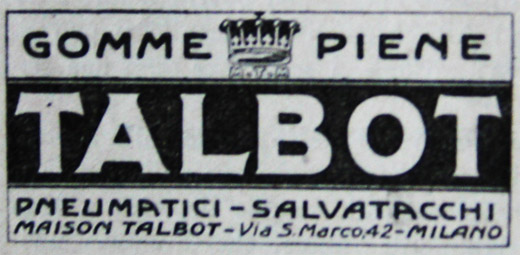 GOMME PIENE
TALBOT
PNEUMATICI - SALVATACCHI
MAISON TALBOT - Via S. Marco, 42 - MILANO